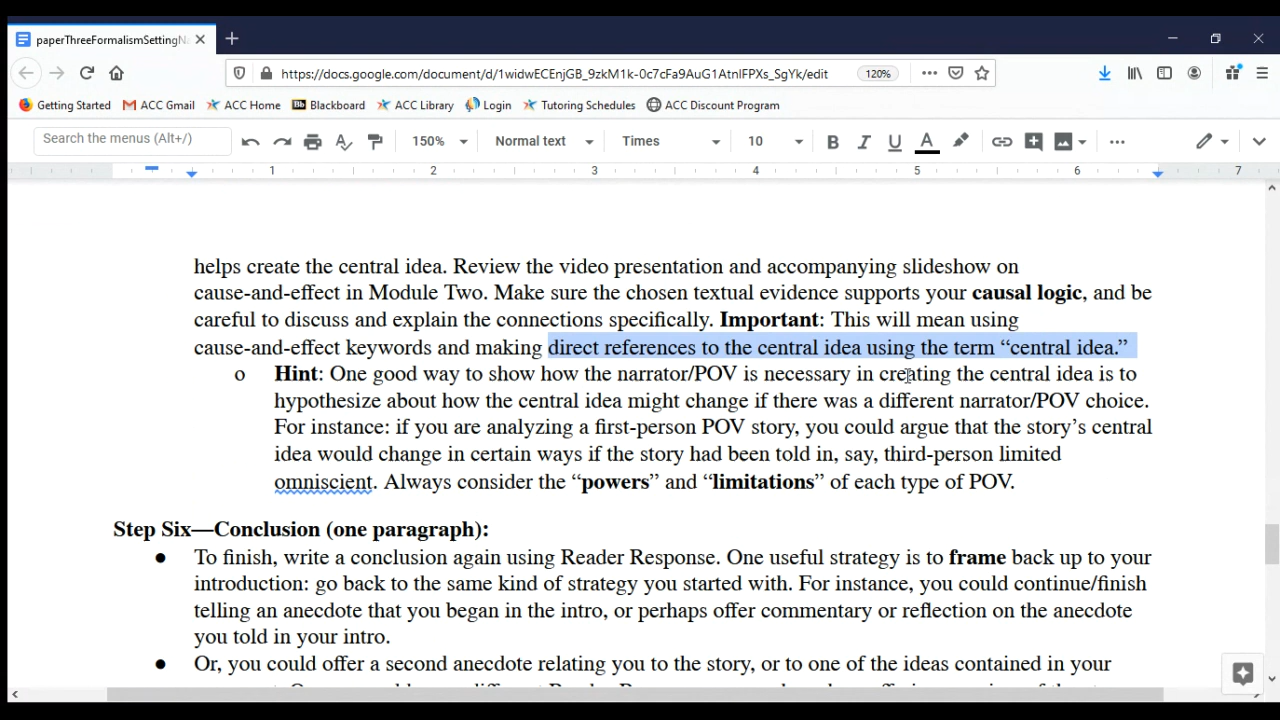 paperThreeFormalismSettingN
https://docs.google.com/document/d/1widwECEnjGB_9zkM1k-0c7cFa9AuG1AtnlFPXs_SgYk/edit
120%
Getting Started
ACC Gmail
ACC Home
Bb Blackboard
ACC Library
Login
Tutoring Schedules
ACC Discount Program
Search the menus (Alt+/)
150%
Normal text
Times
10
B I U A
1 2 3 4 5 6 7
helps create the central idea. Review the video presentation and accompanying slideshow on
cause-and-effect in Module Two. Make sure the chosen textual evidence supports your causal logic, and be
careful to discuss and explain the connections specifically. Important: This will mean using
cause-and-effect keywords and making direct references to the central idea using the term “central idea.”
o Hint: One good way to show how the narrator/POV is necessary in creating the central idea is to
hypothesize about how the central idea might change if there was a different narrator/POV choice.
For instance: if you are analyzing a first-person POV story, you could argue that the story’s central
idea would change in certain ways if the story had been told in, say, third-person limited
omniscient. Always consider the “powers” and “limitations” of each type of POV.
Step Six—Conclusion (one paragraph):
● To finish, write a conclusion again using Reader Response. One useful strategy is to frame back up to your
introduction: go back to the same kind of strategy you started with. For instance, you could continue/finish
telling an anecdote that you began in the intro, or perhaps offer commentary or reflection on the anecdote
you told in your intro.
● Or, you could offer a second anecdote relating you to the story, or to one of the ideas contained in your